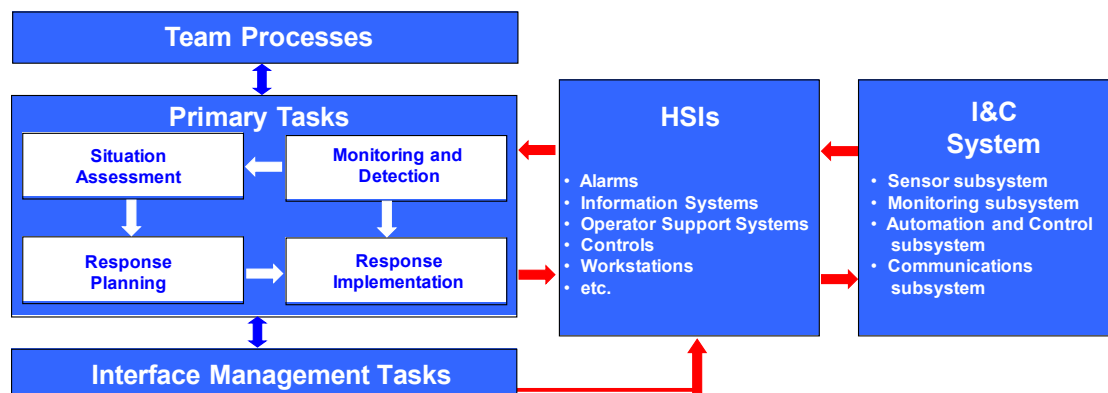 Team Processes
Primary Tasks
Situation
Assessment
Monitoring and
Detection
Response
Planning
Response
Implementation
Interface Management Tasks
HSIs
• Alarms
• Information Systems
• Operator Support Systems
• Controls
• Workstations
• etc.
I&C
System
• Sensor subsystem
• Monitoring subsystem
• Automation and Control
subsystem
• Communications
subsystem